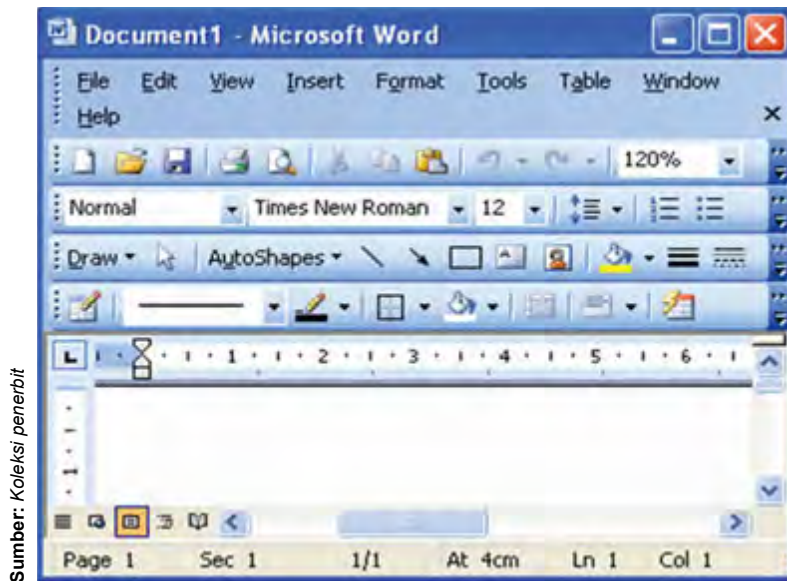 Document1 - Microsoft Word
File Edit View Insert Format Tools Table Window
Help
120%
Normal Times New Roman 12
Draw AutoShapes
1 2 3 4 5 6
1
Page 1 Sec 1 1/1 At 4cm Ln 1 Col 1
Sumber: Koleksi penerbit